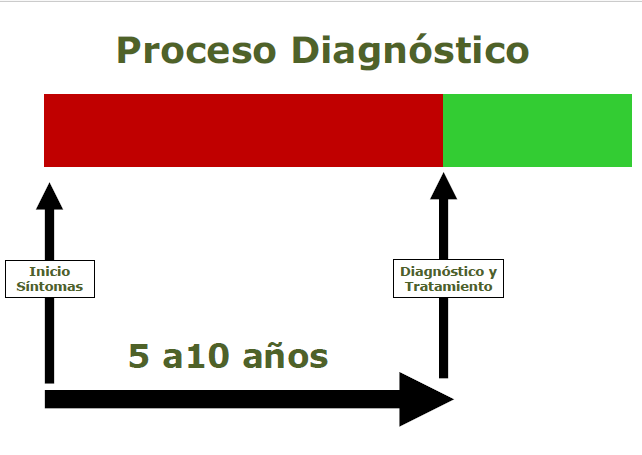 Proceso Diagnóstico
Inicio
Síntomas
Diagnóstico y
Tratamiento
5 a10 años